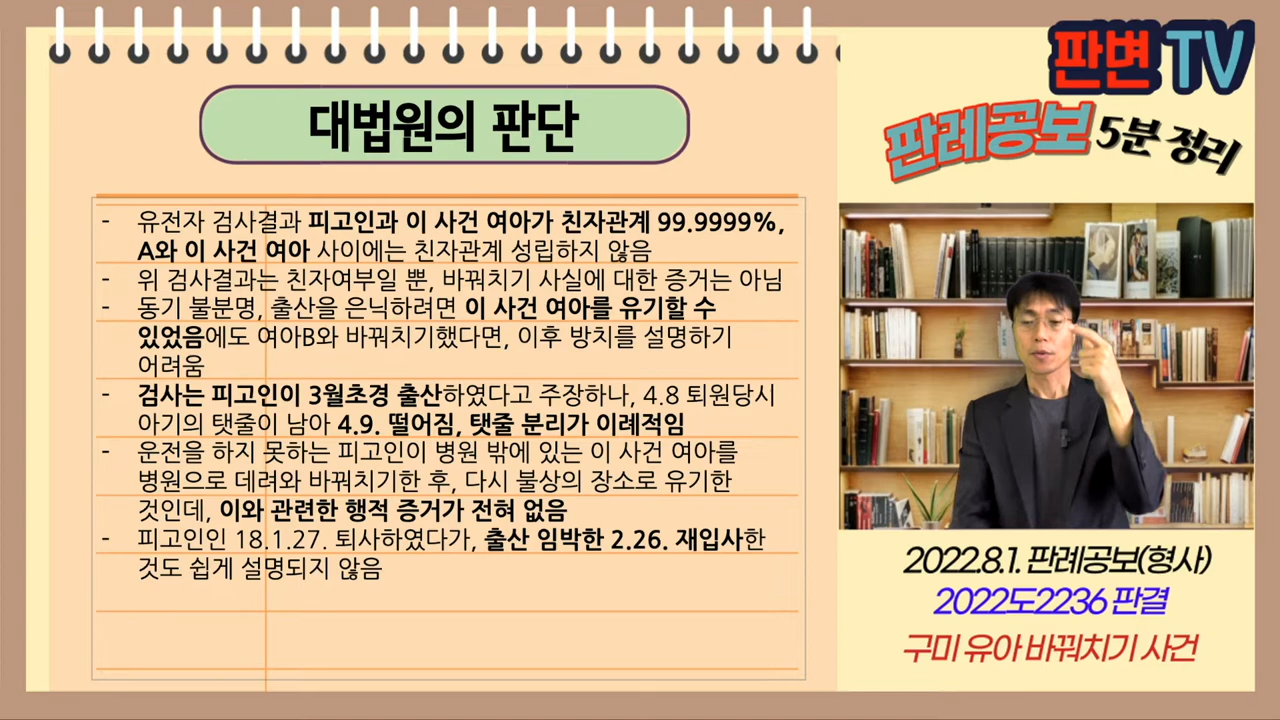 대법원의 판단
- 유전자 검사결과 피고인과 이 사건 여아가 친자관계 99.9999%,
A와 이 사건 여아 사이에는 친자관계 성립하지 않음
- 위 검사결과는 친자여부일 뿐, 바꿔치기 사실에 대한 증거는 아님
- 동기 불분명, 출산을 은닉하려면 이 사건 여아를 유기할 수
있었음에도 여아B와 바꿔치기했다면, 이후 방치를 설명하기
어려움
- 검사는 피고인이 3월초경 출산하였다고 주장하나, 4.8 퇴원당시
아기의 탯줄이 남아 4.9. 떨어짐, 탯줄 분리가 이례적임
- 운전을 하지 못하는 피고인이 병원 밖에 있는 이 사건 여아를
병원으로 데려와 바꿔치기한 후, 다시 불상의 장소로 유기한
것인데, 이와 관련한 행적 증거가 전혀 없음
- 피고인인 18.1.27. 퇴사하였다가, 출산 임박한 2.26. 재입사한
것도 쉽게 설명되지 않음
판변 TV
판례공보 5분 정리
2022.8.1. 판례공보(형사)
2022도2236 판결
구미 유아 바꿔치기 사건